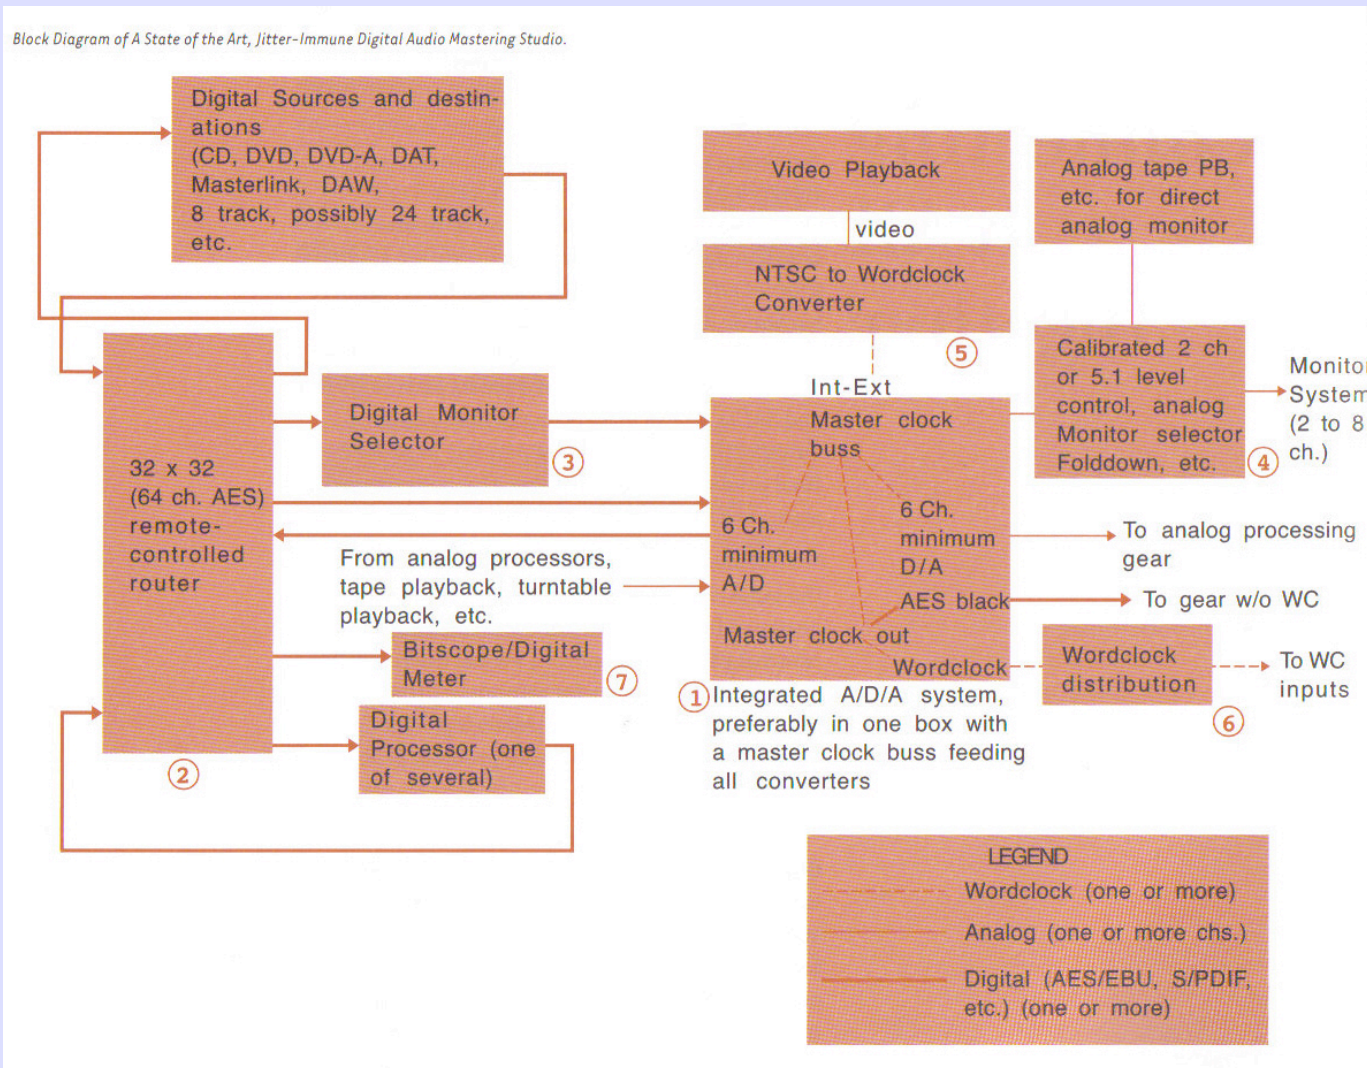 Block Diagram of A State of the Art, Jitter-Immune Digital Audio Mastering Studio.
Digital Sources and destin-
ations
(CD, DVD, DVD-A, DAT,
Masterlink, DAW,
8 track, possibly 24 track,
etc.
Video Playback
video
NTSC to Wordclock
Converter
5
Analog tape PB,
etc. for direct
analog monitor
Calibrated 2 ch
or 5.1 level
control, analog
Monitor selector
Folddown, etc.
4
Monitor
System
(2 to 8
ch.)
32 x 32
(64 ch. AES)
remote-
controlled
router
2
Digital Monitor
Selector
3
Int-Ext
Master clock
buss
6 Ch.
minimum
A/D
6 Ch.
minimum
D/A
AES black
Master clock out
Wordclock
To analog processing
gear
To gear w/o WC
From analog processors,
tape playback, turntable
playback, etc.
Bitscope/Digital
Meter
7
Digital
Processor (one
of several)
1
Integrated A/D/A system,
preferably in one box with
a master clock buss feeding
all converters
Wordclock
distribution
6
To WC
inputs
LEGEND
Wordclock (one or more)
Analog (one or more chs.)
Digital (AES/EBU, S/PDIF,
etc.) (one or more)